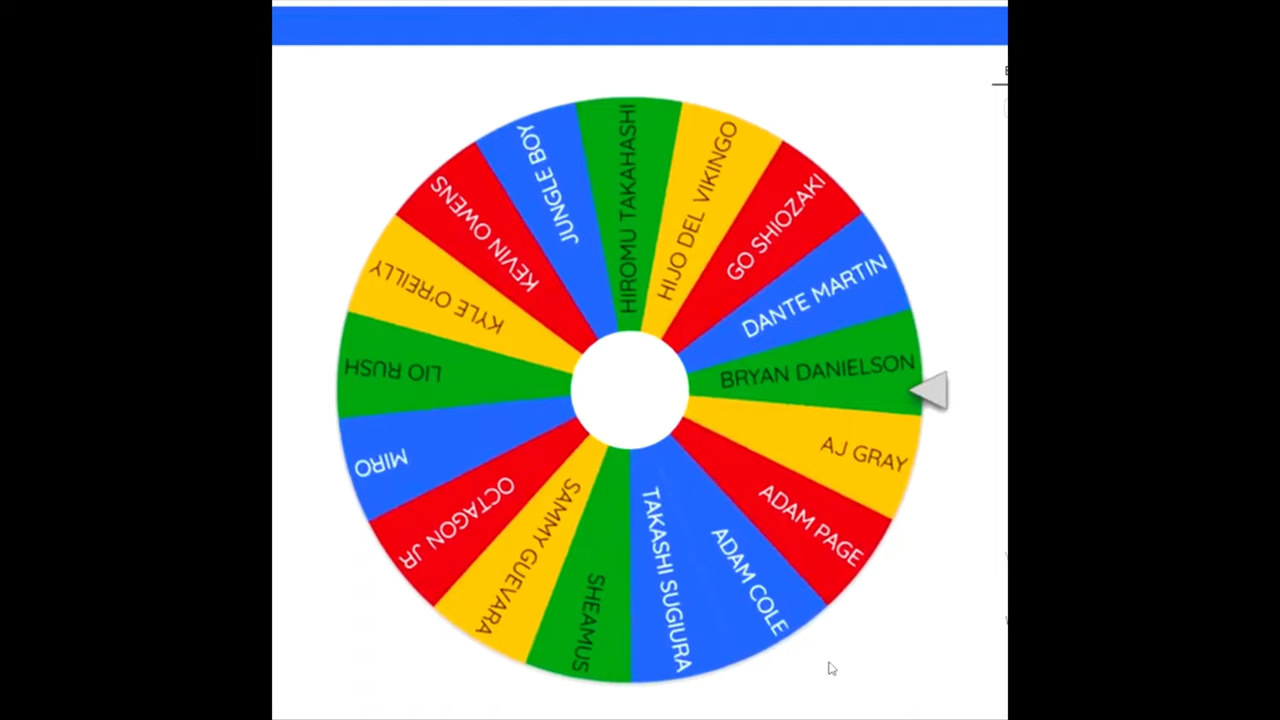 HIROMU TAKAHASHI
HIJO DEL VIKINGO
GO SHIOZAKI
DANTE MARTIN
BRYAN DANIELSON
AJ GRAY
ADAM PAGE
ADAM COLE
TAKASHI SUGIURA
SHEAMUS
SAMMY GUEVARA
OCTAGON JR
MIRO
LIO RUSH
KYLE O'REILLY
KEVIN OWENS
JUNGLE BOY